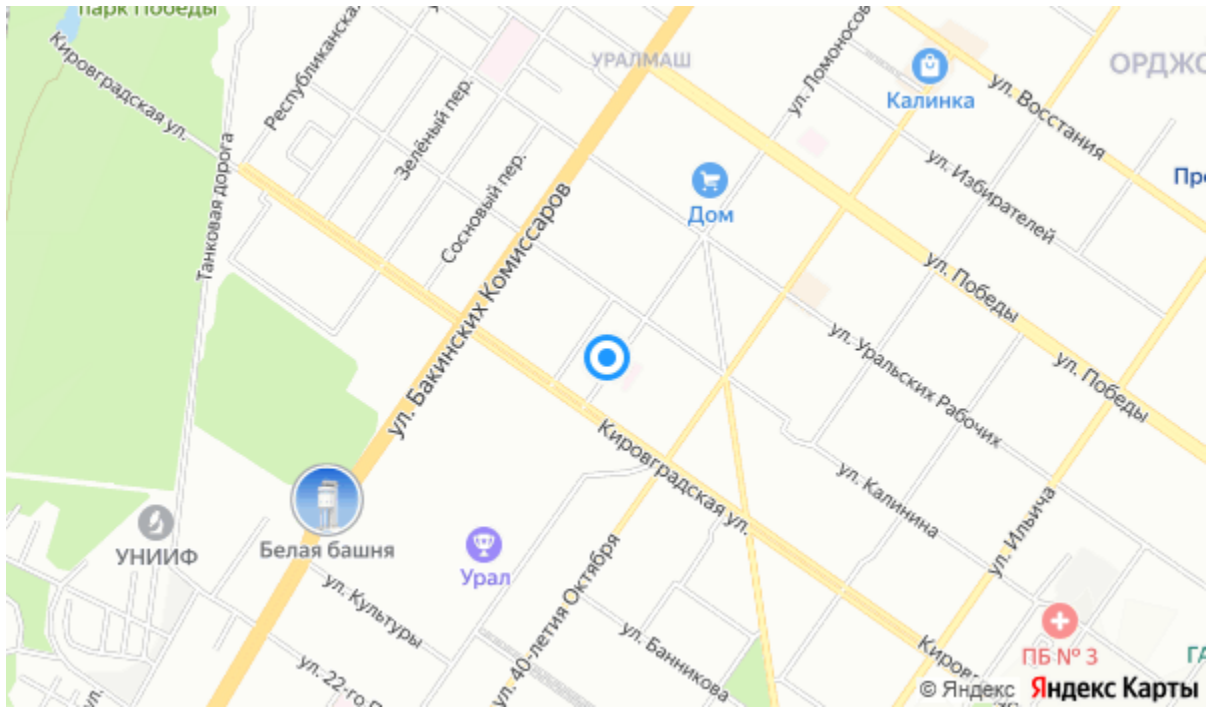 парк Победы
Кировградская ул.
Республиканская
УРАЛМАШ
ул. Ломоносов
Калинка
ОРДЖО
ул. Восстания
Зелёный пер.
Танковая дорога
Сосновый пер.
ул. Бакинских Комиссаров
Дом
ул. Избирателей
Пр
ул. Победы
ул. Победы
ул. Уральских Рабочих
Кировградская ул.
ул. Калинина
ул. Ильича
УНИИФ
Белая башня
Урал
ул. Культуры
ул. 40-летия Октября
ул. Банникова
ул. 22-го П
ул.
ПБ № 3
ГА
Киров
© Яндекс Яндекс Карты